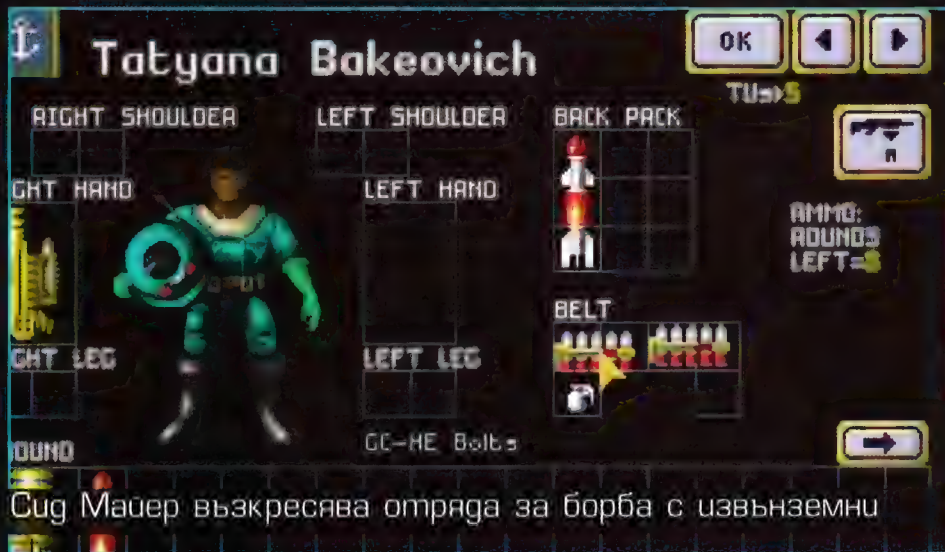 Tatyana Bakeovich
OK
TUs>5
RIGHT SHOULDER
LEFT SHOULDER
BACK PACK
GHT HAND
LEFT HAND
AMMO:
ROUNDS
LEFT=8
BELT
GHT LEG
LEFT LEG
GC-HE Bolts
OUND
Сид Майер възкресява отряда за борба с извънземни